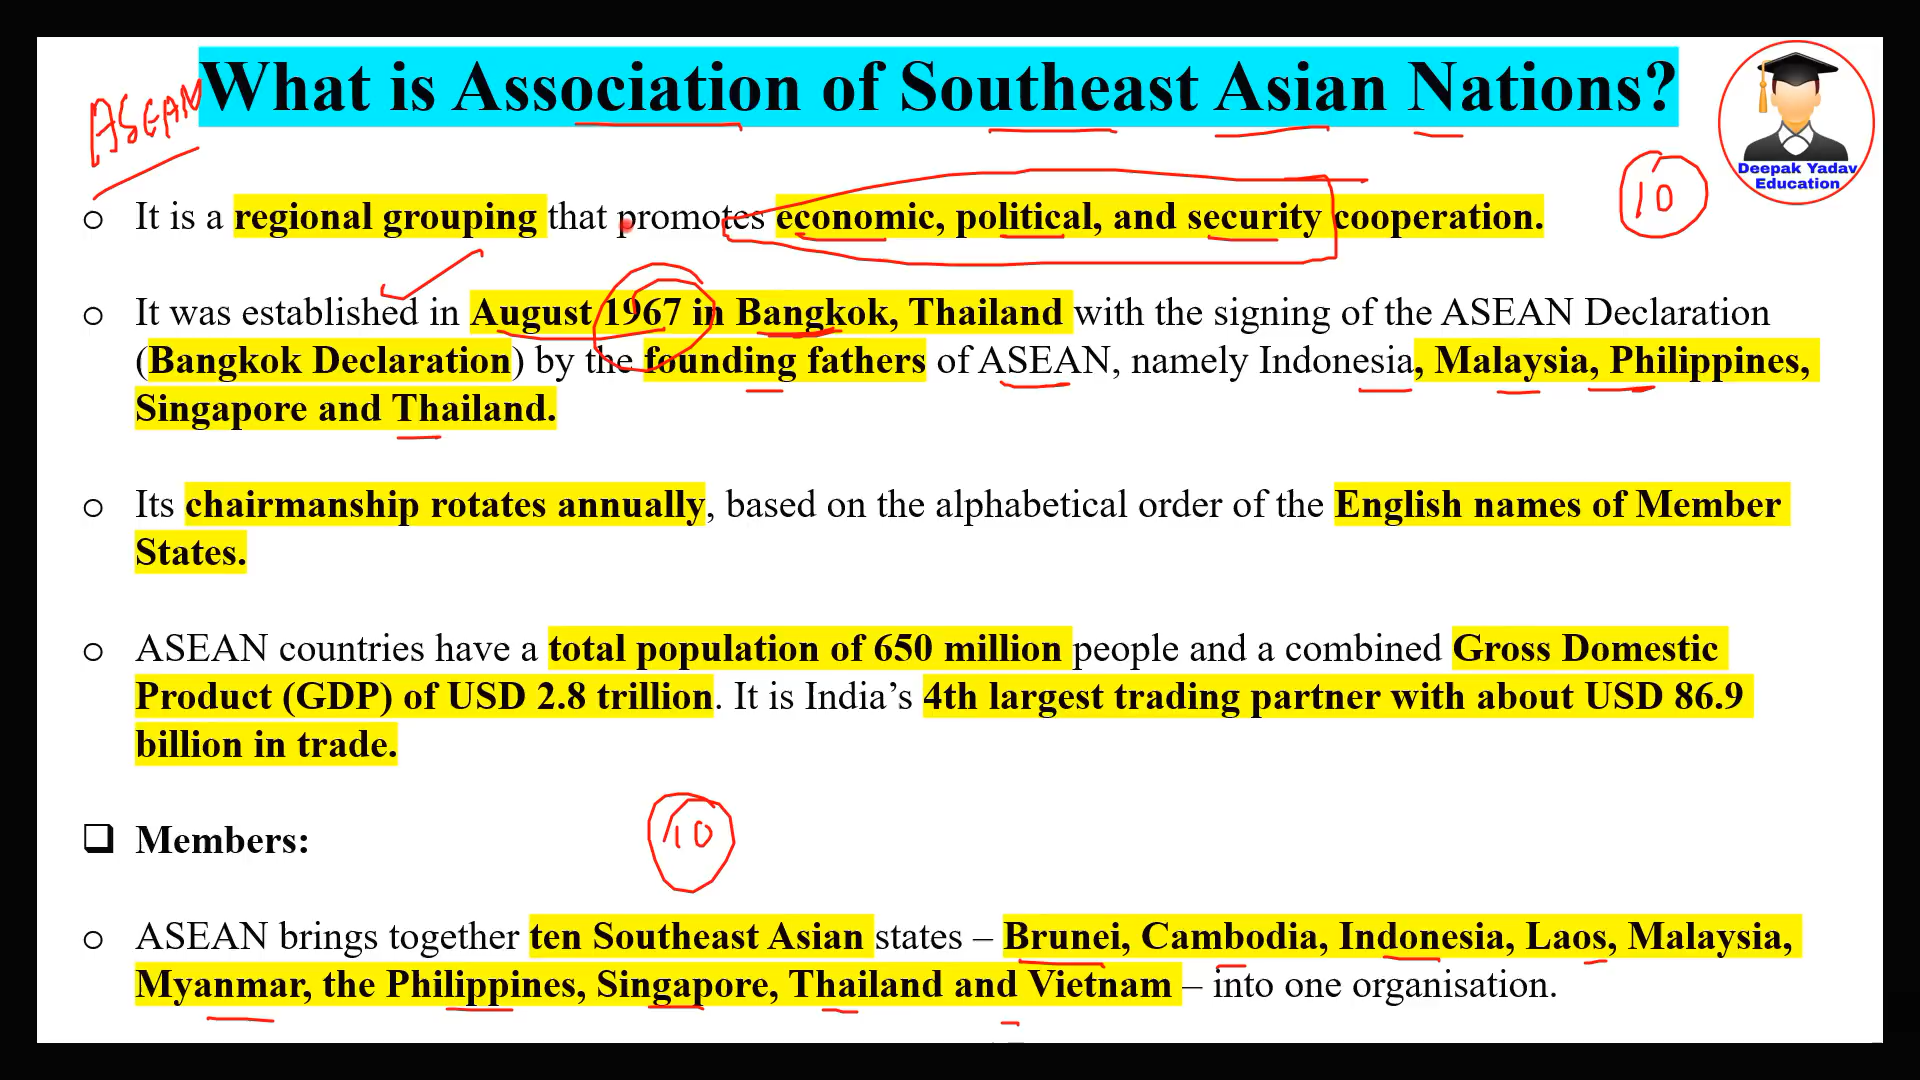 What is Association of Southeast Asian Nations?
ASEAN
Deepak Yadav
Education
10
o It is a regional grouping that promotes economic, political, and security cooperation.
o It was established in August 1967 in Bangkok, Thailand with the signing of the ASEAN Declaration
(Bangkok Declaration) by the founding fathers of ASEAN, namely Indonesia, Malaysia, Philippines,
Singapore and Thailand.
o Its chairmanship rotates annually, based on the alphabetical order of the English names of Member
States.
o ASEAN countries have a total population of 650 million people and a combined Gross Domestic
Product (GDP) of USD 2.8 trillion. It is India’s 4th largest trading partner with about USD 86.9
billion in trade.
10
❑ Members:
o ASEAN brings together ten Southeast Asian states – Brunei, Cambodia, Indonesia, Laos, Malaysia,
Myanmar, the Philippines, Singapore, Thailand and Vietnam – into one organisation.